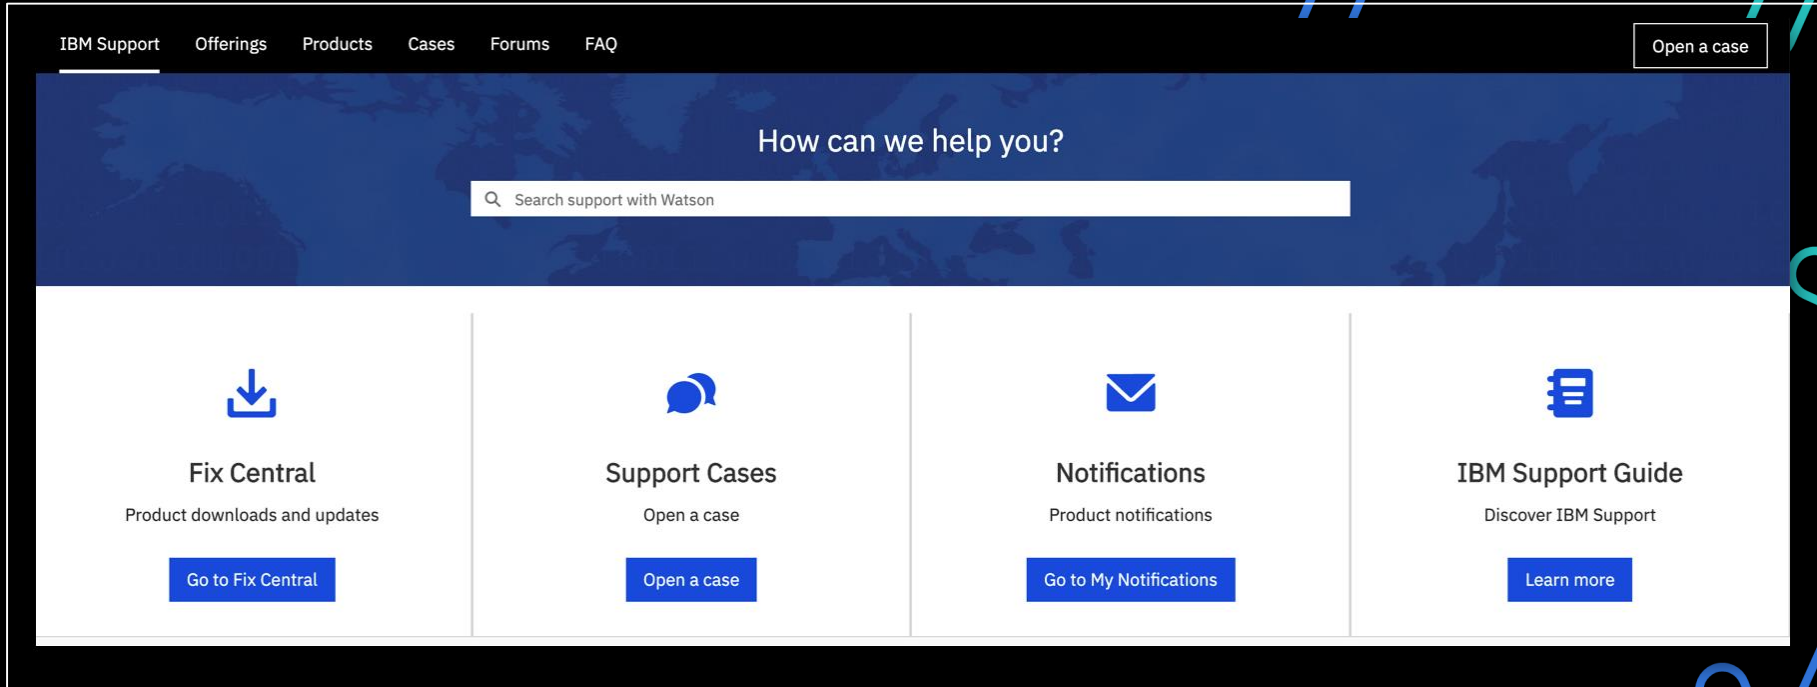 IBM Support Offerings Products Cases Forums FAQ Open a case
How can we help you?
Search support with Watson
Fix Central
Product downloads and updates
Go to Fix Central
Support Cases
Open a case
Open a case
Notifications
Product notifications
Go to My Notifications
IBM Support Guide
Discover IBM Support
Learn more